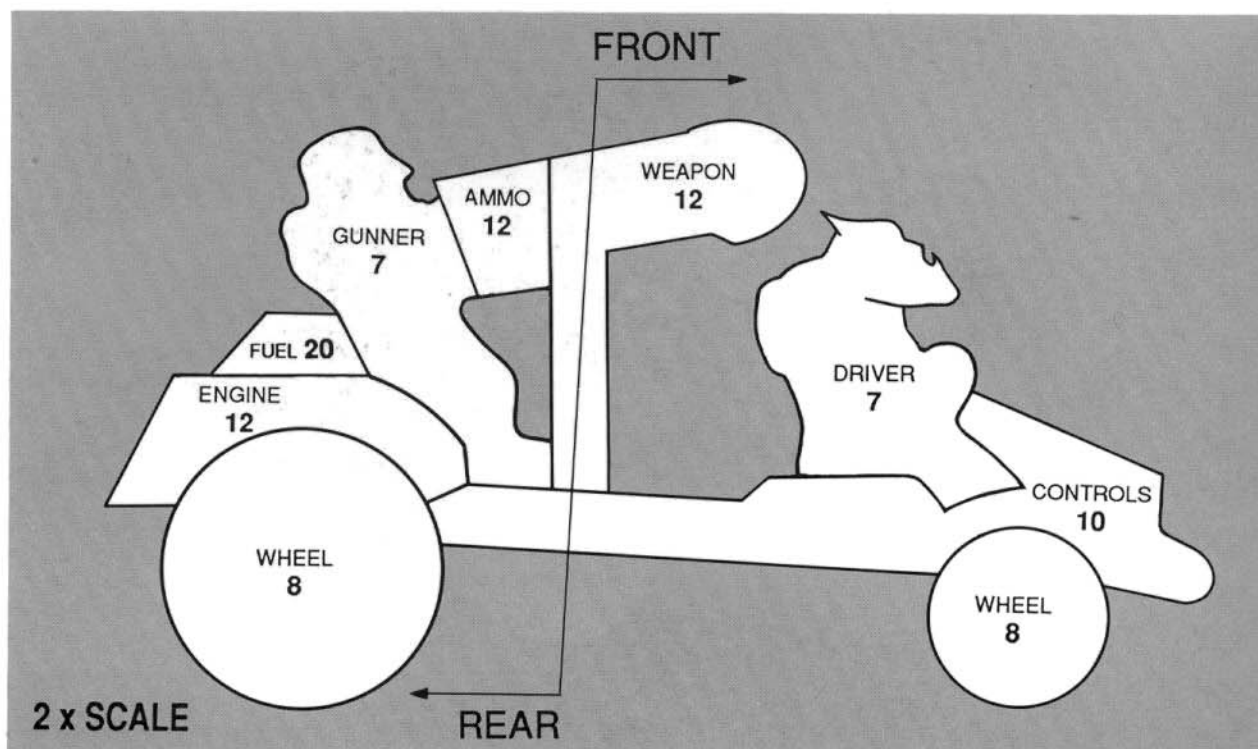 FRONT
WEAPON
12
AMMO
12
GUNNER
7
FUEL 20
DRIVER
7
ENGINE
12
CONTROLS
10
WHEEL
8
WHEEL
8
2 x SCALE
REAR